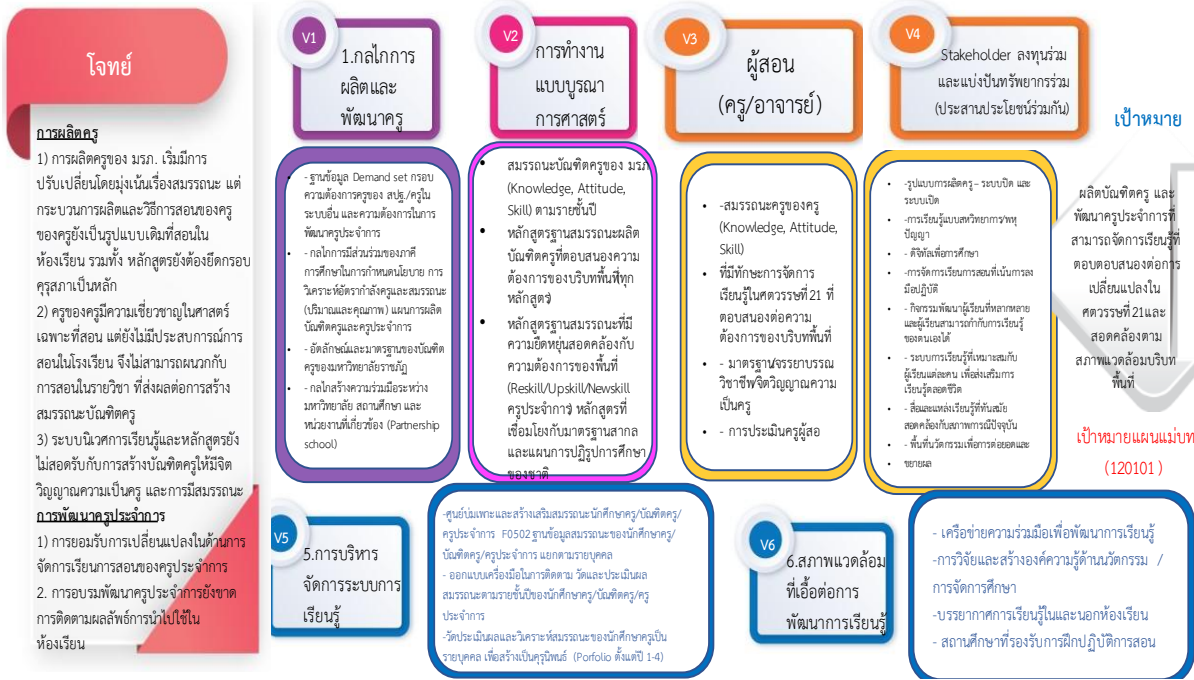 โจทย์
การผลิตครู
1) การผลิตครูของ มรภ. เริ่มมีการ
ปรับเปลี่ยนโดยมุ่งเน้นเรื่องสมรรถนะ แต่
กระบวนการผลิตและวิธีการสอนของครู
ของครูยังเป็นรูปแบบเดิมที่สอนใน
ห้องเรียน รวมทั้ง หลักสูตรยังต้องยึดกรอบ
คุรุสภาเป็นหลัก
2) ครูของครูมีความเชี่ยวชาญในศาสตร์
เฉพาะที่สอน แต่ยังไม่มีประสบการณ์การ
สอนในโรงเรียน จึงไม่สามารถผนวกกับ
การสอนในรายวิชา ที่ส่งผลต่อการสร้าง
สมรรถนะบัณฑิตครู
3) ระบบนิเวศการเรียนรู้และหลักสูตรยัง
ไม่สอดรับกับการสร้างบัณฑิตครูให้มีจิต
วิญญาณความเป็นครู และการมีสมรรถนะ
การพัฒนาครูประจำการ
1) การยอมรับการเปลี่ยนแปลงในด้านการ
จัดการเรียนการสอนของครูประจำการ
2. การอบรมพัฒนาครูประจำการยังขาด
การติดตามผลลัพธ์การนำไปใช้ใน
ห้องเรียน
V1
1.กลไกการ
ผลิตและ
พัฒนาครู
- ฐานข้อมูล Demand set กรอบ
ความต้องการครูของ สปฐ./ครูใน
ระบบอื่น และความต้องการในการ
พัฒนาครูประจำการ
- กลไกการมีส่วนร่วมของภาคี
การศึกษาในการกำหนดนโยบาย การ
วิเคราะห์อัตรากำลังครูและสมรรถนะ
(ปริมาณและคุณภาพ) แผนการผลิต
บัณฑิตครูและครูประจำการ
- อัตลักษณ์และมาตรฐานของบัณฑิต
ครูของมหาวิทยาลัยราชภัฏ
- กลไกสร้างความร่วมมือระหว่าง
มหาวิทยาลัย สถานศึกษา และ
หน่วยงานที่เกี่ยวข้อง (Partnership
school)
V2
การทำงาน
แบบบูรณา
การศาสตร์
• สมรรถนะบัณฑิตครูของ มรภ
(Knowledge, Attitude,
Skill) ตามรายชั้นปี
• หลักสูตรฐานสมรรถนะผลิต
บัณฑิตครูที่ตอบสนองความ
ต้องการของบริบทพื้นที่(ทุก
หลักสูตร)
• หลักสูตรฐานสมรรถนะที่มี
ความยืดหยุ่นสอดคล้องกับ
ความต้องการของพื้นที่
(Reskill/Upskill/Newskill
ครูประจำการ) หลักสูตรที่
เชื่อมโยงกับมาตรฐานสากล
และแผนการปฏิรูปการศึกษา
ของชาติ
V3
ผู้สอน
(ครู/อาจารย์)
• -สมรรถนะครูของครู
(Knowledge, Attitude,
Skill)
• ที่มีทักษะการจัดการ
เรียนรู้ในศตวรรษที่ 21 ที่
ตอบสนองต่อความ
ต้องการของบริบทพื้นที่
• - มาตรฐาน/จรรยาบรรณ
วิชาชีพ/จิตวิญญาณความ
เป็นครู
• - การประเมินครูผู้สอ
V4
Stakeholder ลงทุนร่วม
และแบ่งปันทรัพยากรร่วม
(ประสานประโยชน์ร่วมกัน)
• -รูปแบบการผลิตครู – ระบบปิด และ
ระบบเปิด
• -การเรียนรู้แบบสหวิทยาการ/พหุ
ปัญญา
• - ดิจิทัลเพื่อการศึกษา
• -การจัดการเรียนการสอนที่เน้นการลง
มือปฏิบัติ
• - กิจกรรมพัฒนาผู้เรียนที่หลากหลาย
และผู้เรียนสามารถกำกับการเรียนรู้
ของตนเองได้
• - ระบบการเรียนรู้ที่เหมาะสมกับ
ผู้เรียนแต่ละคน เพื่อส่งเสริมการ
เรียนรู้ตลอดชีวิต
• - สื่อและแหล่งเรียนรู้ที่ทันสมัย
สอดคล้องกับสภาพการณ์ปัจจุบัน
• - พื้นที่นวัตกรรมเพื่อการต่อยอดและ
• ขยายผล
เป้าหมาย
ผลิตบัณฑิตครู และ
พัฒนาครูประจำการที่
สามารถจัดการเรียนรู้ที่
ตอบตอบสนองต่อการ
เปลี่ยนแปลงใน
ศตวรรษที่ 21และ
สอดคล้องตาม
สภาพแวดล้อมบริบท
พื้นที่
เป้าหมายแผนแม่บท
(120101 )
V5
5.การบริหาร
จัดการระบบการ
เรียนรู้
-ศูนย์บ่มเพาะและสร้างเสริมสมรรถนะนักศึกษาครู/บัณฑิตครู/
ครูประจำการ F0502 ฐานข้อมูลสมรรถนะของนักศึกษาครู/
บัณฑิตครู/ครูประจำการ แยกตามรายบุคคล
- ออกแบบเครื่องมือในการติดตาม วัดและประเมินผล
สมรรถนะตามรายชั้นปีของนักศึกษาครู/บัณฑิตครู/ครู
ประจำการ
-วัดประเมินผลและวิเคราะห์สมรรถนะของนักศึกษาครูเป็น
รายบุคคล เพื่อสร้างเป็นครุนิพนธ์ (Porfolio ตั้งแต่ปี 1-4)
V6
6.สภาพแวดล้อม
ที่เอื้อต่อการ
พัฒนาการเรียนรู้
- เครือข่ายความร่วมมือเพื่อพัฒนาการเรียนรู้
-การวิจัยและสร้างองค์ความรู้ด้านนวัตกรรม /
การจัดการศึกษา
-บรรยากาศการเรียนรู้ในและนอกห้องเรียน
- สถานศึกษาที่รองรับการฝึกปฏิบัติการสอน